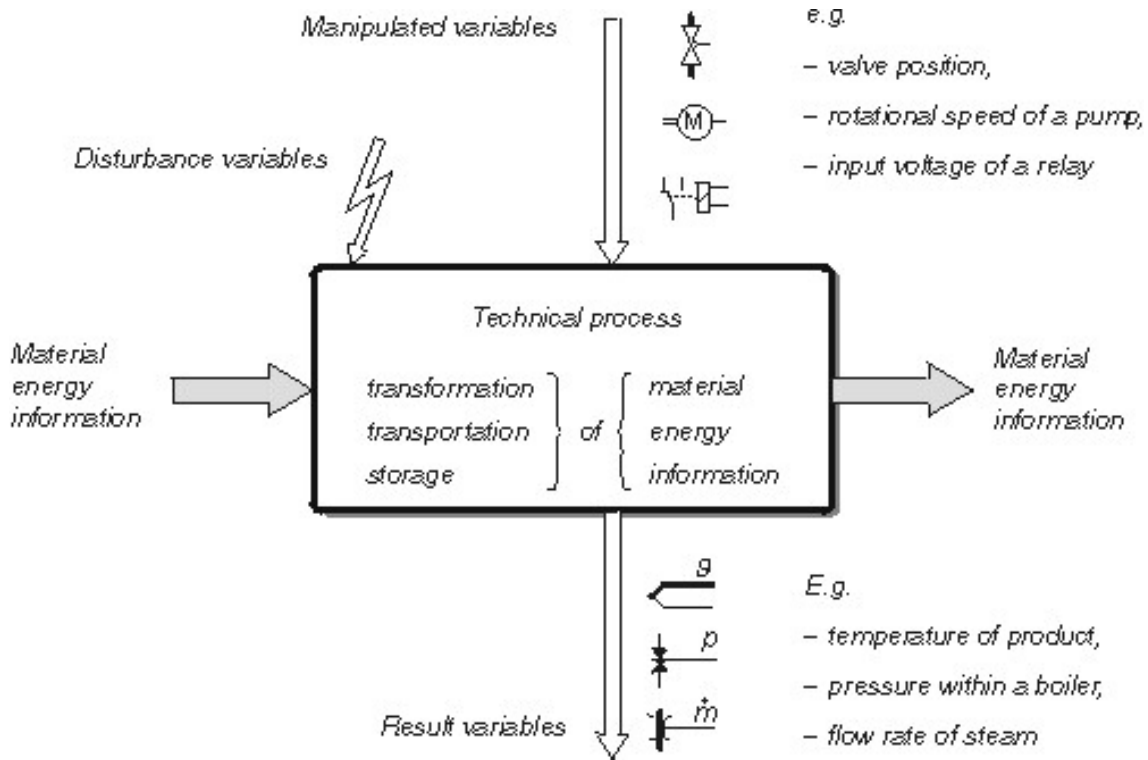 Manipulated variables
e.g.
– valve position,
M
– rotational speed of a pump,
Disturbance variables
– input voltage of a relay
Technical process
Material
energy
information
transformation
transportation
storage
of
material
energy
information
Material
energy
information
ϑ
E.g.
p
– temperature of product,
– pressure within a boiler,
ṁ
Result variables
– flow rate of steam